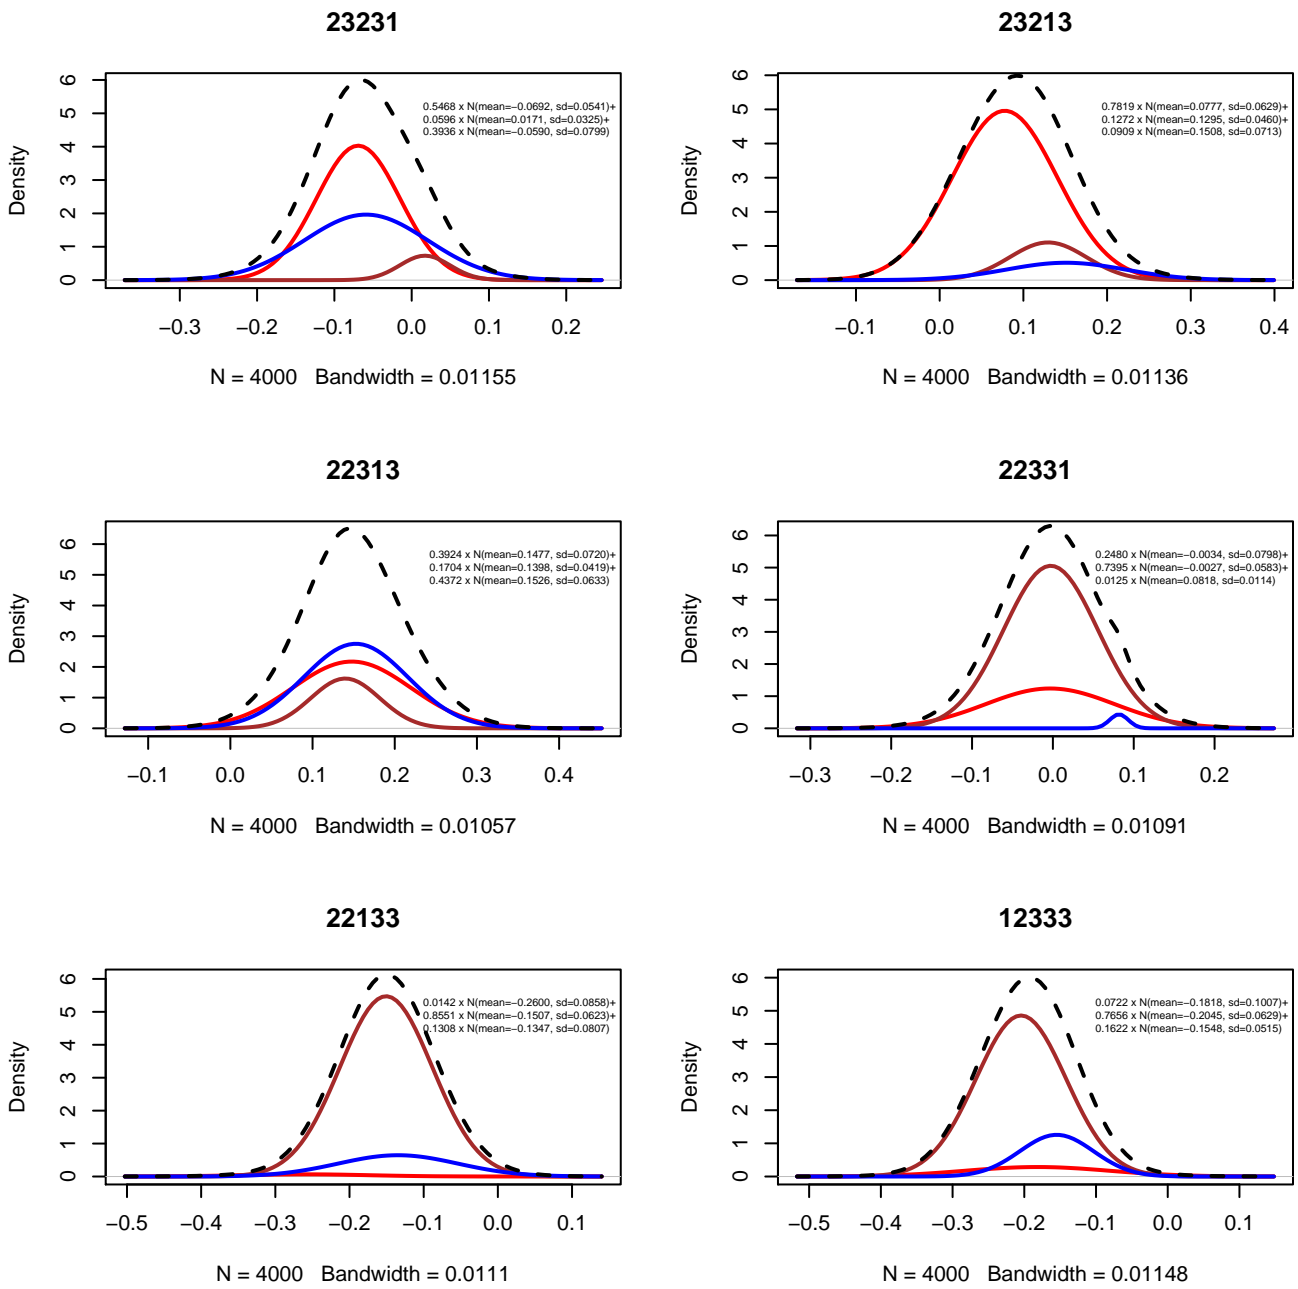 23231
Density
0
1
2
3
4
5
6
0.5468 x N(mean=−0.0692, sd=0.0541)+
0.0596 x N(mean=0.0171, sd=0.0325)+
0.3936 x N(mean=−0.0590, sd=0.0799)
−0.3 −0.2 −0.1 0.0 0.1 0.2
N = 4000 Bandwidth = 0.01155
23213
Density
0
1
2
3
4
5
6
0.7819 x N(mean=0.0777, sd=0.0629)+
0.1272 x N(mean=0.1295, sd=0.0460)+
0.0909 x N(mean=0.1508, sd=0.0713)
−0.1 0.0 0.1 0.2 0.3 0.4
N = 4000 Bandwidth = 0.01136
22313
Density
0
1
2
3
4
5
6
0.3924 x N(mean=0.1477, sd=0.0720)+
0.1704 x N(mean=0.1398, sd=0.0419)+
0.4372 x N(mean=0.1526, sd=0.0633)
−0.1 0.0 0.1 0.2 0.3 0.4
N = 4000 Bandwidth = 0.01057
22331
Density
0
1
2
3
4
5
6
0.2480 x N(mean=−0.0034, sd=0.0798)+
0.7395 x N(mean=−0.0027, sd=0.0583)+
0.0125 x N(mean=0.0818, sd=0.0114)
−0.3 −0.2 −0.1 0.0 0.1 0.2
N = 4000 Bandwidth = 0.01091
22133
Density
0
1
2
3
4
5
6
0.0142 x N(mean=−0.2600, sd=0.0858)+
0.8551 x N(mean=−0.1507, sd=0.0623)+
0.1308 x N(mean=−0.1347, sd=0.0807)
−0.5 −0.4 −0.3 −0.2 −0.1 0.0 0.1
N = 4000 Bandwidth = 0.0111
12333
Density
0
1
2
3
4
5
6
0.0722 x N(mean=−0.1818, sd=0.1007)+
0.7656 x N(mean=−0.2045, sd=0.0629)+
0.1622 x N(mean=−0.1548, sd=0.0515)
−0.5 −0.4 −0.3 −0.2 −0.1 0.0 0.1
N = 4000 Bandwidth = 0.01148